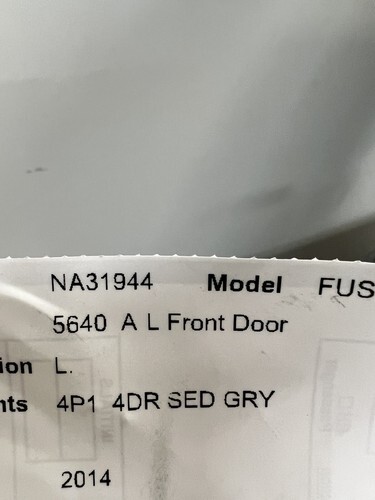 NA31944 Model FUS
5640 A L Front Door
ion L.
nts 4P1 4DR SED GRY
2014